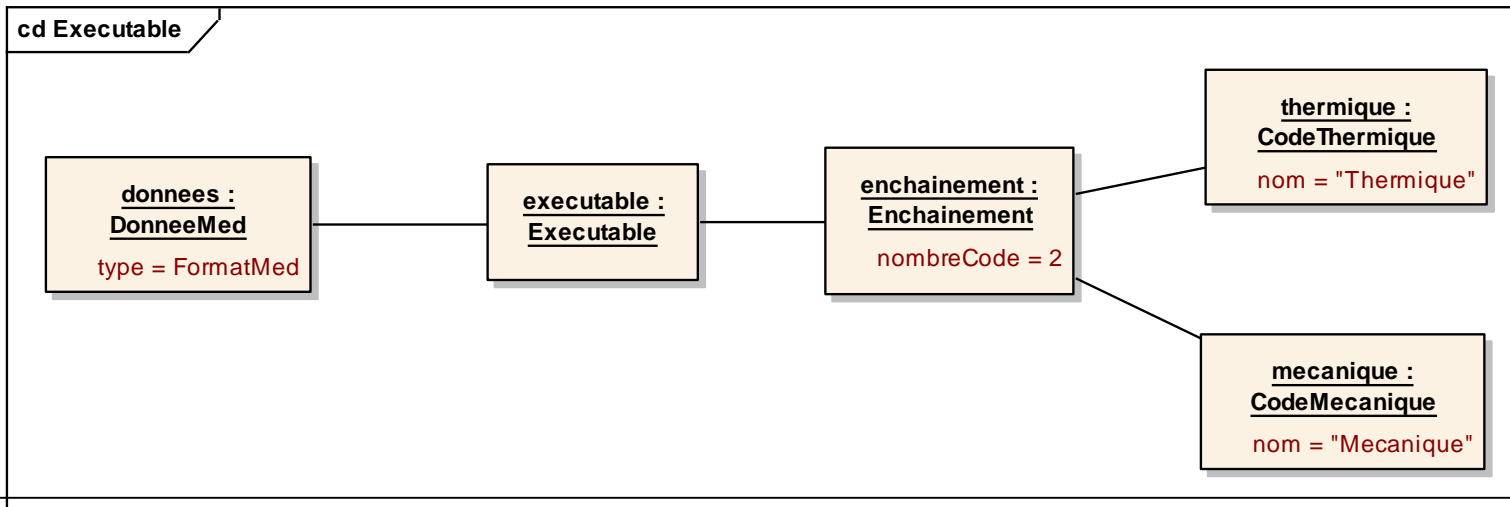 cd Executable
donnees :
DonneeMed
type = FormatMed
executable :
Executable
enchainement :
Enchainement
nombreCode = 2
thermique :
CodeThermique
nom = "Thermique"
mecanique :
CodeMecanique
nom = "Mecanique"